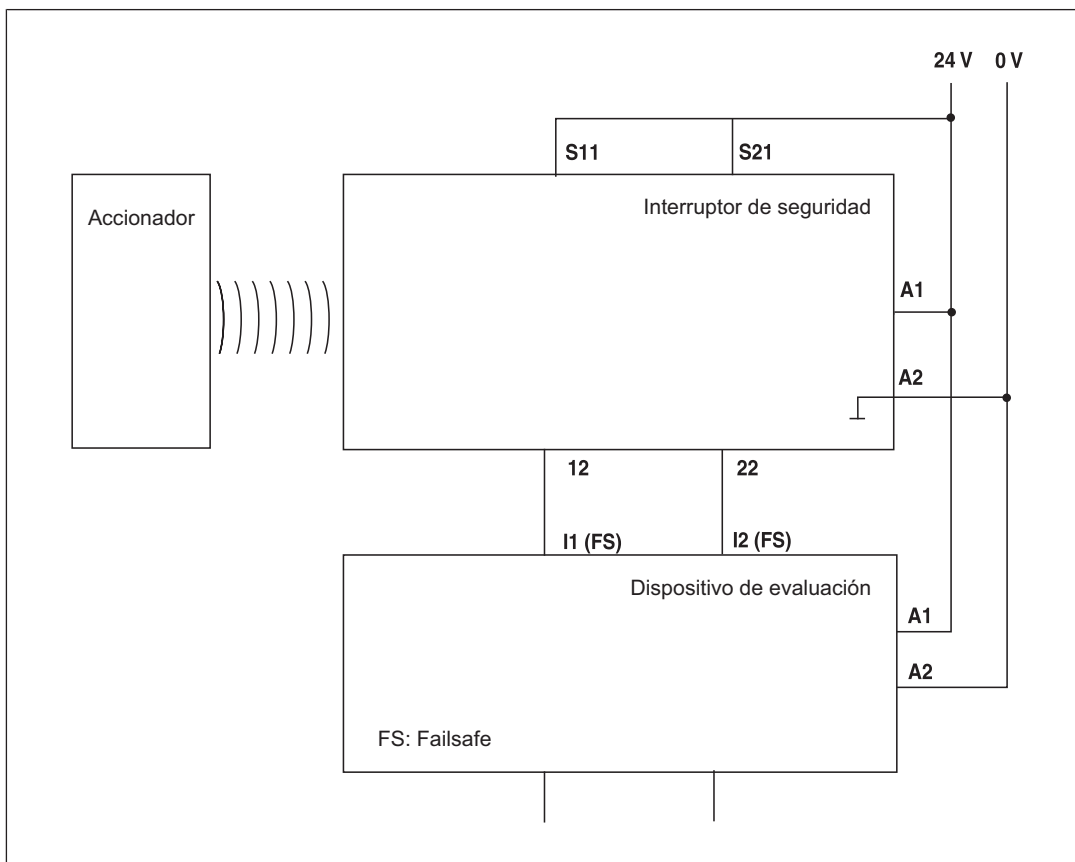 24 V 0 V
S11 S21
Accionador
Interruptor de seguridad
A1
A2
12 22
I1 (FS) I2 (FS)
Dispositivo de evaluación
A1
A2
FS: Failsafe